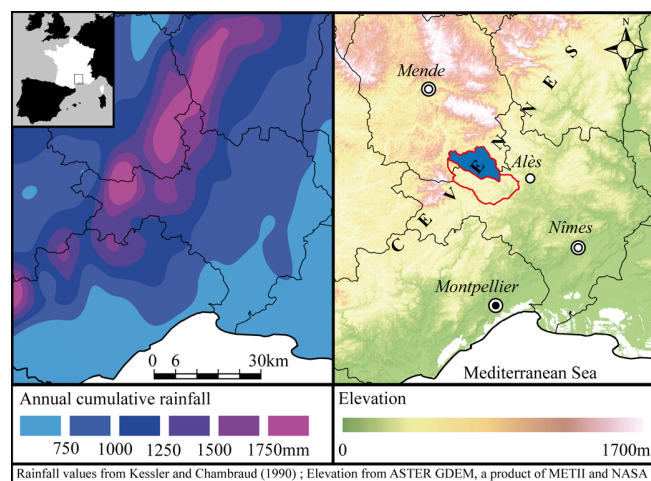 N
Mende
CEVENNES
Alès
Nîmes
Montpellier
0 6 30km
Mediterranean Sea
Annual cumulative rainfall
750 1000 1250 1500 1750mm
Elevation
0 1700m
Rainfall values from Kessler and Chambraud (1990) ; Elevation from ASTER GDEM, a product of METII and NASA